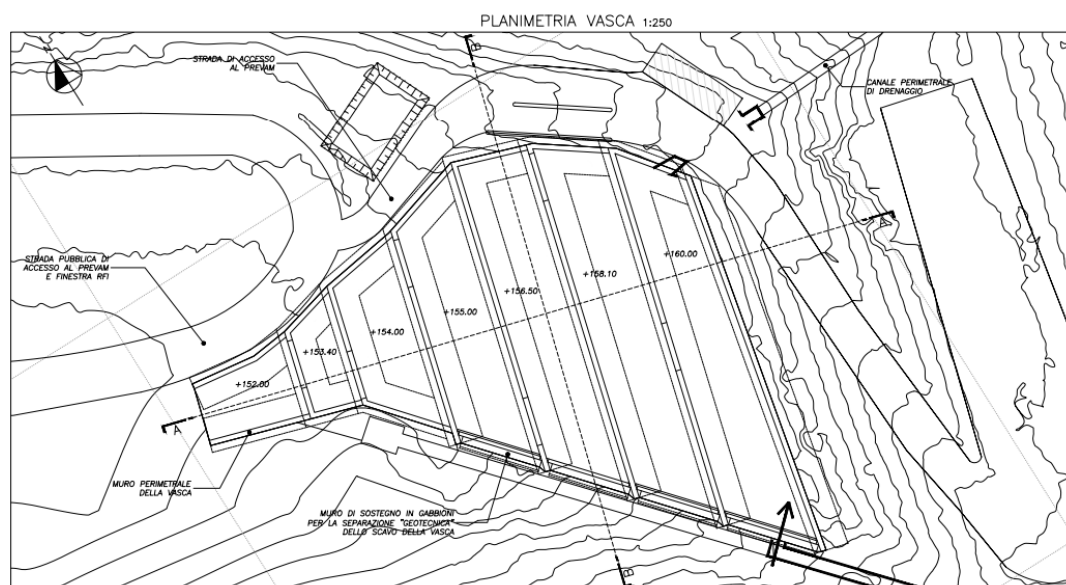 PLANIMETRIA VASCA 1:250
B
STRADA DI ACCESSO
AL PREVAM
CANALE PERIMETRALE
DI DRENAGGIO
A
STRADA PUBBLICA DI
ACCESSO AL PREVAM
E FINESTRA RFI
+160.00
+158.10
+156.50
+155.00
+154.00
+153.40
+152.00
A
MURO PERIMETRALE
DELLA VASCA
MURO DI SOSTEGNO IN GABBIONI
PER LA SEPARAZIONE "GEOTECNICA"
DELLO SCAVO DELLA VASCA
B